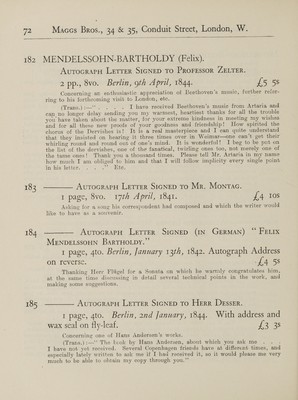 72 MAGGS BROS., 34 & 35, Conduit Street, London, W.
182 MENDELSSOHN-BARTHOLDY (Felix).
AUTOGRAPH LETTER SIGNED TO PROFESSOR ZELTER.
2 pp., 8vo. Berlin, 9th April, 1844. £5 5s
Concerning an enthusiastic appreciation of Beethoven's music, further refer-
ring to his forthcoming visit to London, etc.
(Trans.):—" . . . I have received Beethoven's music from Artaria and
can no longer delay sending you my warmest, heartiest thanks for all the trouble
you have taken about the matter, for your extreme kindness in meeting my wishes
and for all these new proofs of your goodness and friendship! How spirited the
chorus of the Dervishes is! It is a real masterpiece and I can quite understand
that they insisted on hearing it three times over in Weimar—one can't get their
whirling round and round out of one's mind. It is wonderful! I beg to be put on
the list of the dervishes, one of the fanatical, twirling ones too, not merely one of
the tame ones! Thank you a thousand times. Please tell Mr. Artaria in my name
how much I am obliged to him and that I will follow implicitly every single point
in his letter. . . ." Etc.
183 ——— AUTOGRAPH LETTER SIGNED TO MR. MONTAG.
1 page, 8vo. 17th April, 1841. £4 10s
Asking for a song his correspondent had composed and which the writer would
like to have as a souvenir.
184 ——— AUTOGRAPH LETTER SIGNED (IN GERMAN) "FELIX
MENDELSSOHN BARTHOLDY."
1 page, 4to. Berlin, January 13th, 1842. Autograph Address
on reverse. £4 5s
Thanking Herr Flügel for a Sonata on which he warmly congratulates him,
at the same time discussing in detail several technical points in the work, and
making some suggestions.
185 ——— AUTOGRAPH LETTER SIGNED TO HERR DESSER.
1 page, 4to. Berlin, 2nd January, 1844. With address and
wax seal on fly-leaf. £3 3s
Concerning one of Hans Andersen's works.
(Trans.):—" The book by Hans Andersen, about which you ask me . . .
I have not yet received. Several Copenhagen friends have at different times, and
especially lately written to ask me if I had received it, so it would please me very
much to be able to obtain my copy through you."